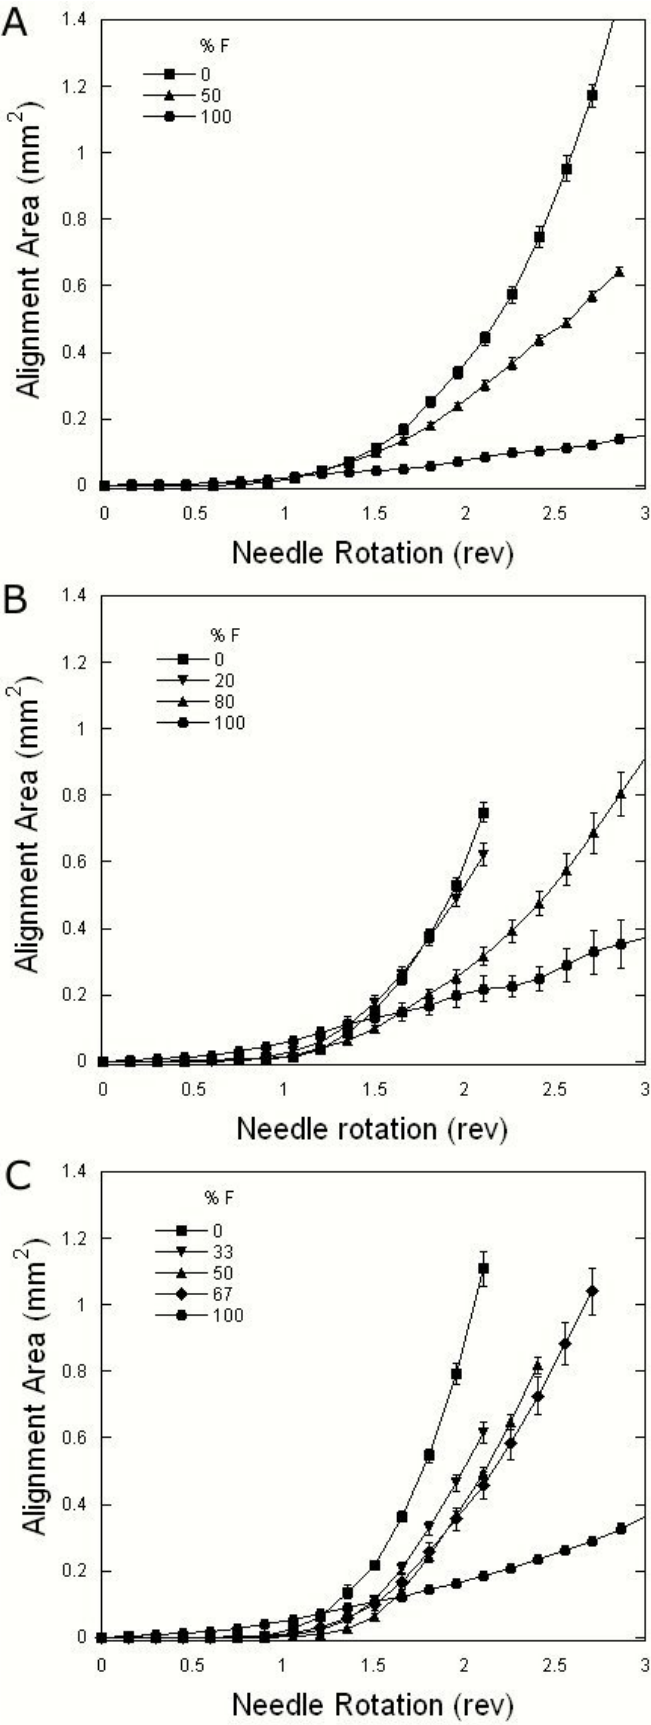 A
1.4
% F
0
50
100
1.2
1
0.8
0.6
0.4
0.2
0
Alignment Area (mm²)
0 0.5 1 1.5 2 2.5 3
Needle Rotation (rev)
B
1.4
% F
0
20
80
100
1.2
1
0.8
0.6
0.4
0.2
0
Alignment Area (mm²)
0 0.5 1 1.5 2 2.5 3
Needle rotation (rev)
C
1.4
% F
0
33
50
67
100
1.2
1
0.8
0.6
0.4
0.2
0
Alignment Area (mm²)
0 0.5 1 1.5 2 2.5 3
Needle Rotation (rev)